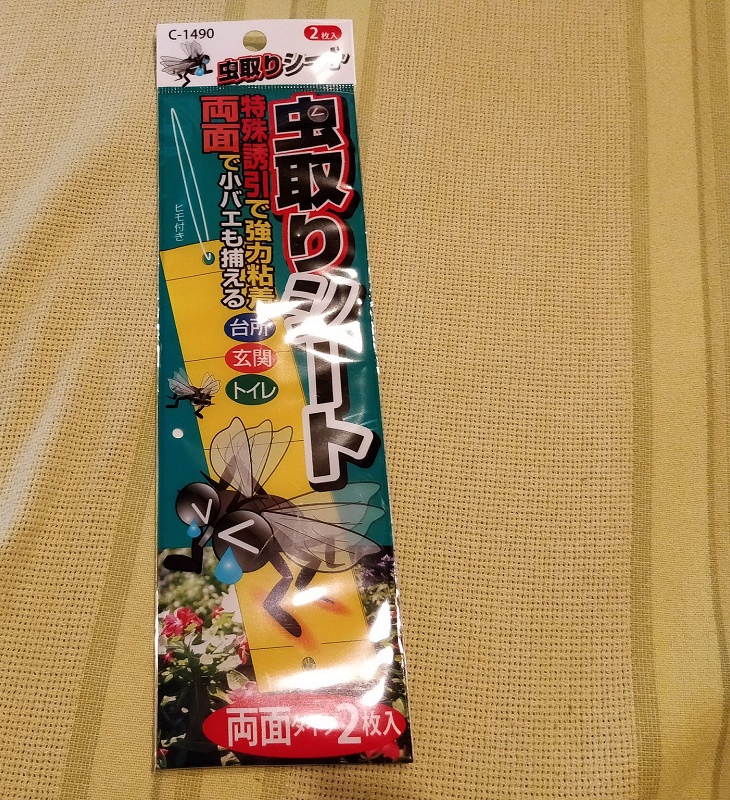 C-1490
2枚入
虫取りシート
虫取りシート
特殊誘引で強力粘着
両面で小バエも捕える
ヒモ付き
台所
玄関
トイレ
両面タイプ2枚入